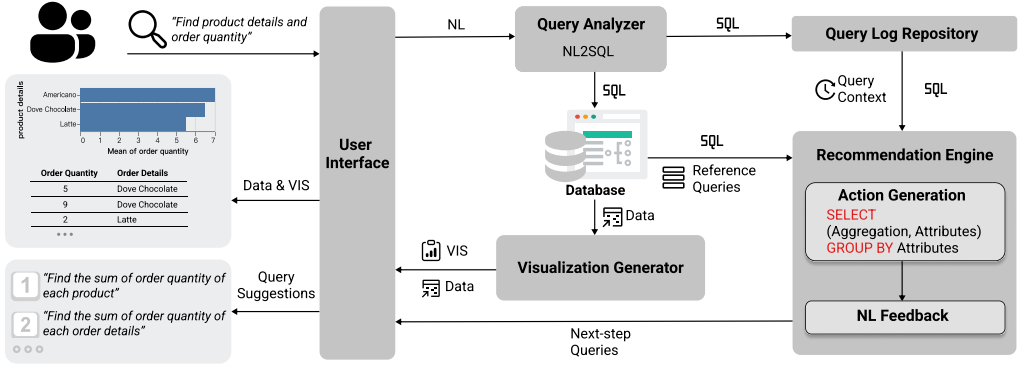 “Find product details and
order quantity”
NL
Query Analyzer
NL2SQL
SQL
Query Log Repository
product details
Americano
Dove Chocolate
Latte
0 1 2 3 4 5 6 7
Mean of order quantity
Order Quantity Order Details
5 Dove Chocolate
9 Dove Chocolate
2 Latte
User
Interface
Data & VIS
SQL
Database
Data
SQL
Reference
Queries
Query
Context
SQL
Recommendation Engine
Action Generation
SELECT
(Aggregation, Attributes)
GROUP BY Attributes
NL Feedback
VIS
Data
Visualization Generator
Query
Suggestions
1 “Find the sum of order quantity of
each product”
2 “Find the sum of order quantity of
each order details”
Next-step
Queries